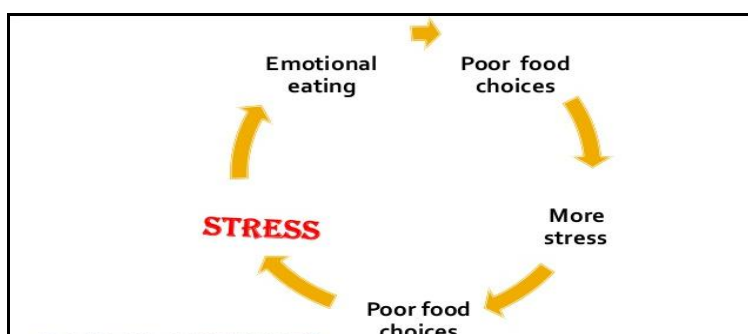 Emotional
eating
Poor food
choices
More
stress
Poor food
choices
STRESS